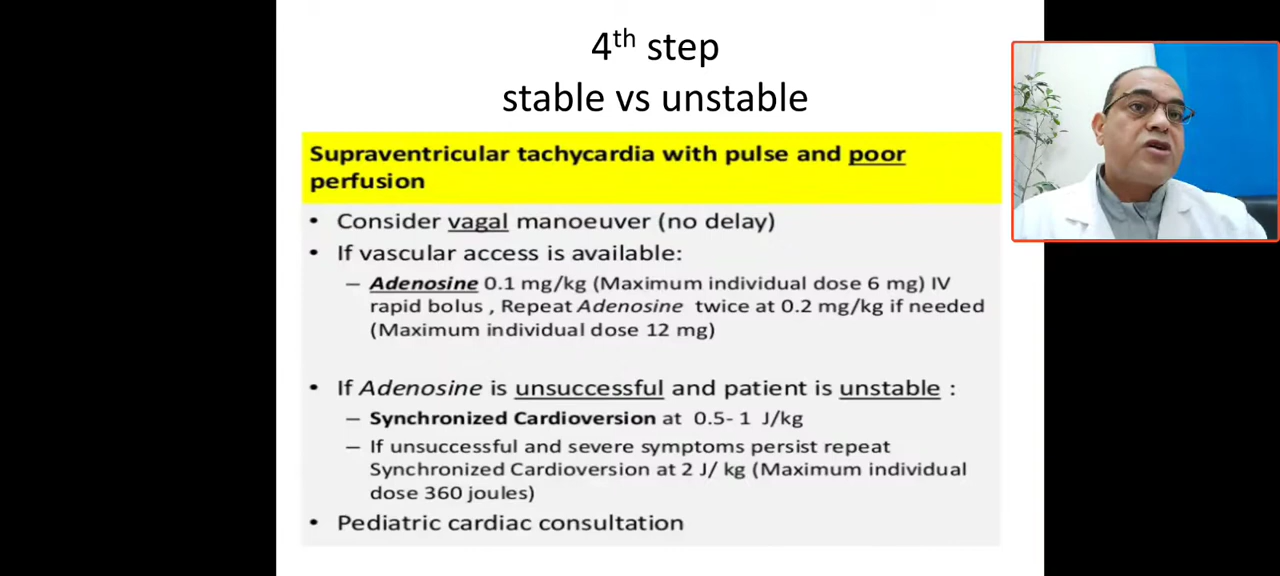 4th step
stable vs unstable
Supraventricular tachycardia with pulse and poor
perfusion
• Consider vagal manoeuver (no delay)
• If vascular access is available:
– Adenosine 0.1 mg/kg (Maximum individual dose 6 mg) IV
rapid bolus , Repeat Adenosine twice at 0.2 mg/kg if needed
(Maximum individual dose 12 mg)
• If Adenosine is unsuccessful and patient is unstable :
– Synchronized Cardioversion at 0.5- 1 J/kg
– If unsuccessful and severe symptoms persist repeat
Synchronized Cardioversion at 2 J/ kg (Maximum individual
dose 360 joules)
• Pediatric cardiac consultation